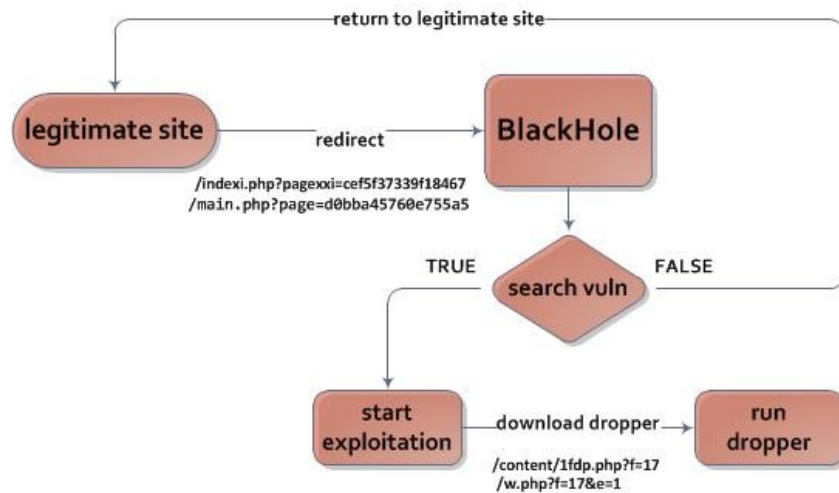 return to legitimate site
legitimate site
redirect
BlackHole
/indexi.php?pagexxi=cef5f37339f18467
/main.php?page=d0bba45760e755a5
TRUE
FALSE
search vuln
start
exploitation
download dropper
run
dropper
/content/1fdp.php?f=17
/w.php?f=17&e=1